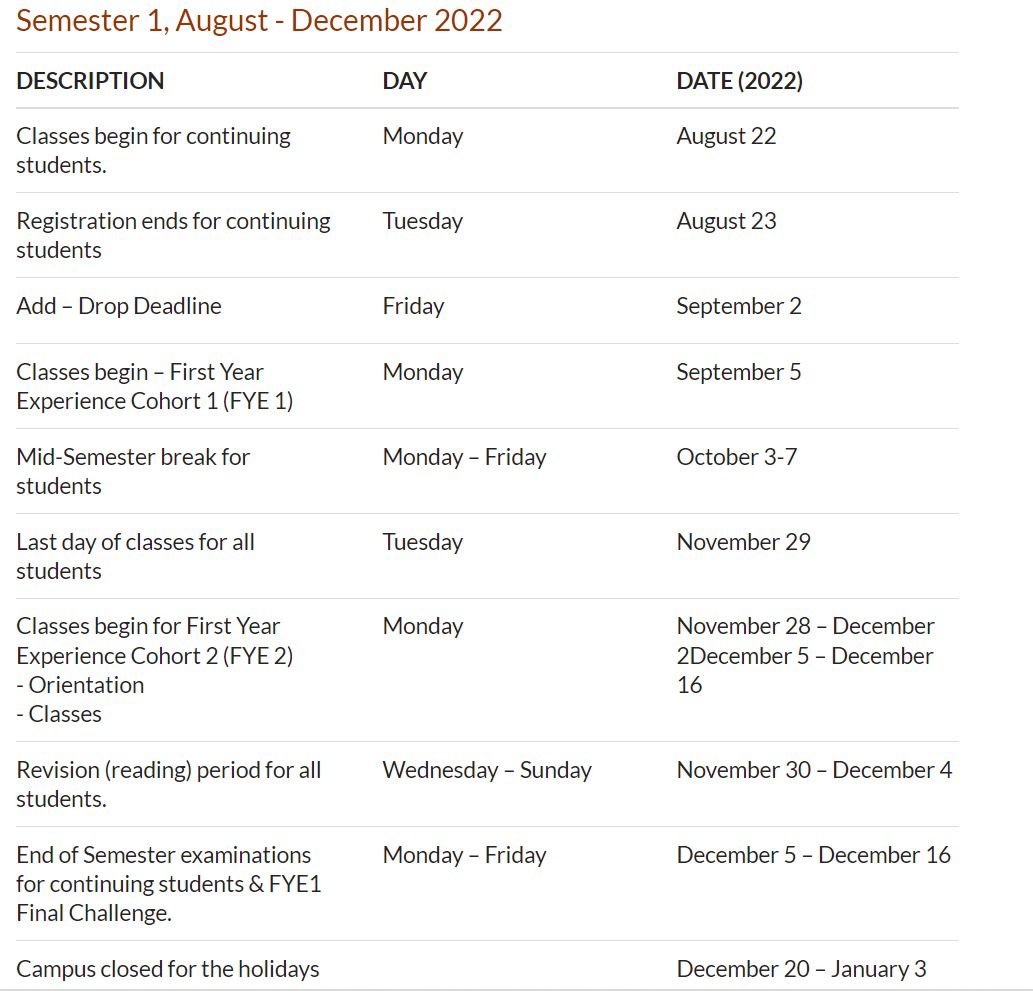 Semester 1, August - December 2022
DESCRIPTION DAY DATE (2022)
Classes begin for continuing Monday August 22
students.
Registration ends for continuing Tuesday August 23
students
Add – Drop Deadline Friday September 2
Classes begin – First Year Monday September 5
Experience Cohort 1 (FYE 1)
Mid-Semester break for Monday – Friday October 3-7
students
Last day of classes for all Tuesday November 29
students
Classes begin for First Year Monday November 28 – December
Experience Cohort 2 (FYE 2) 2December 5 – December
- Orientation 16
- Classes
Revision (reading) period for all Wednesday – Sunday November 30 – December 4
students.
End of Semester examinations Monday – Friday December 5 – December 16
for continuing students & FYE1
Final Challenge.
Campus closed for the holidays December 20 – January 3